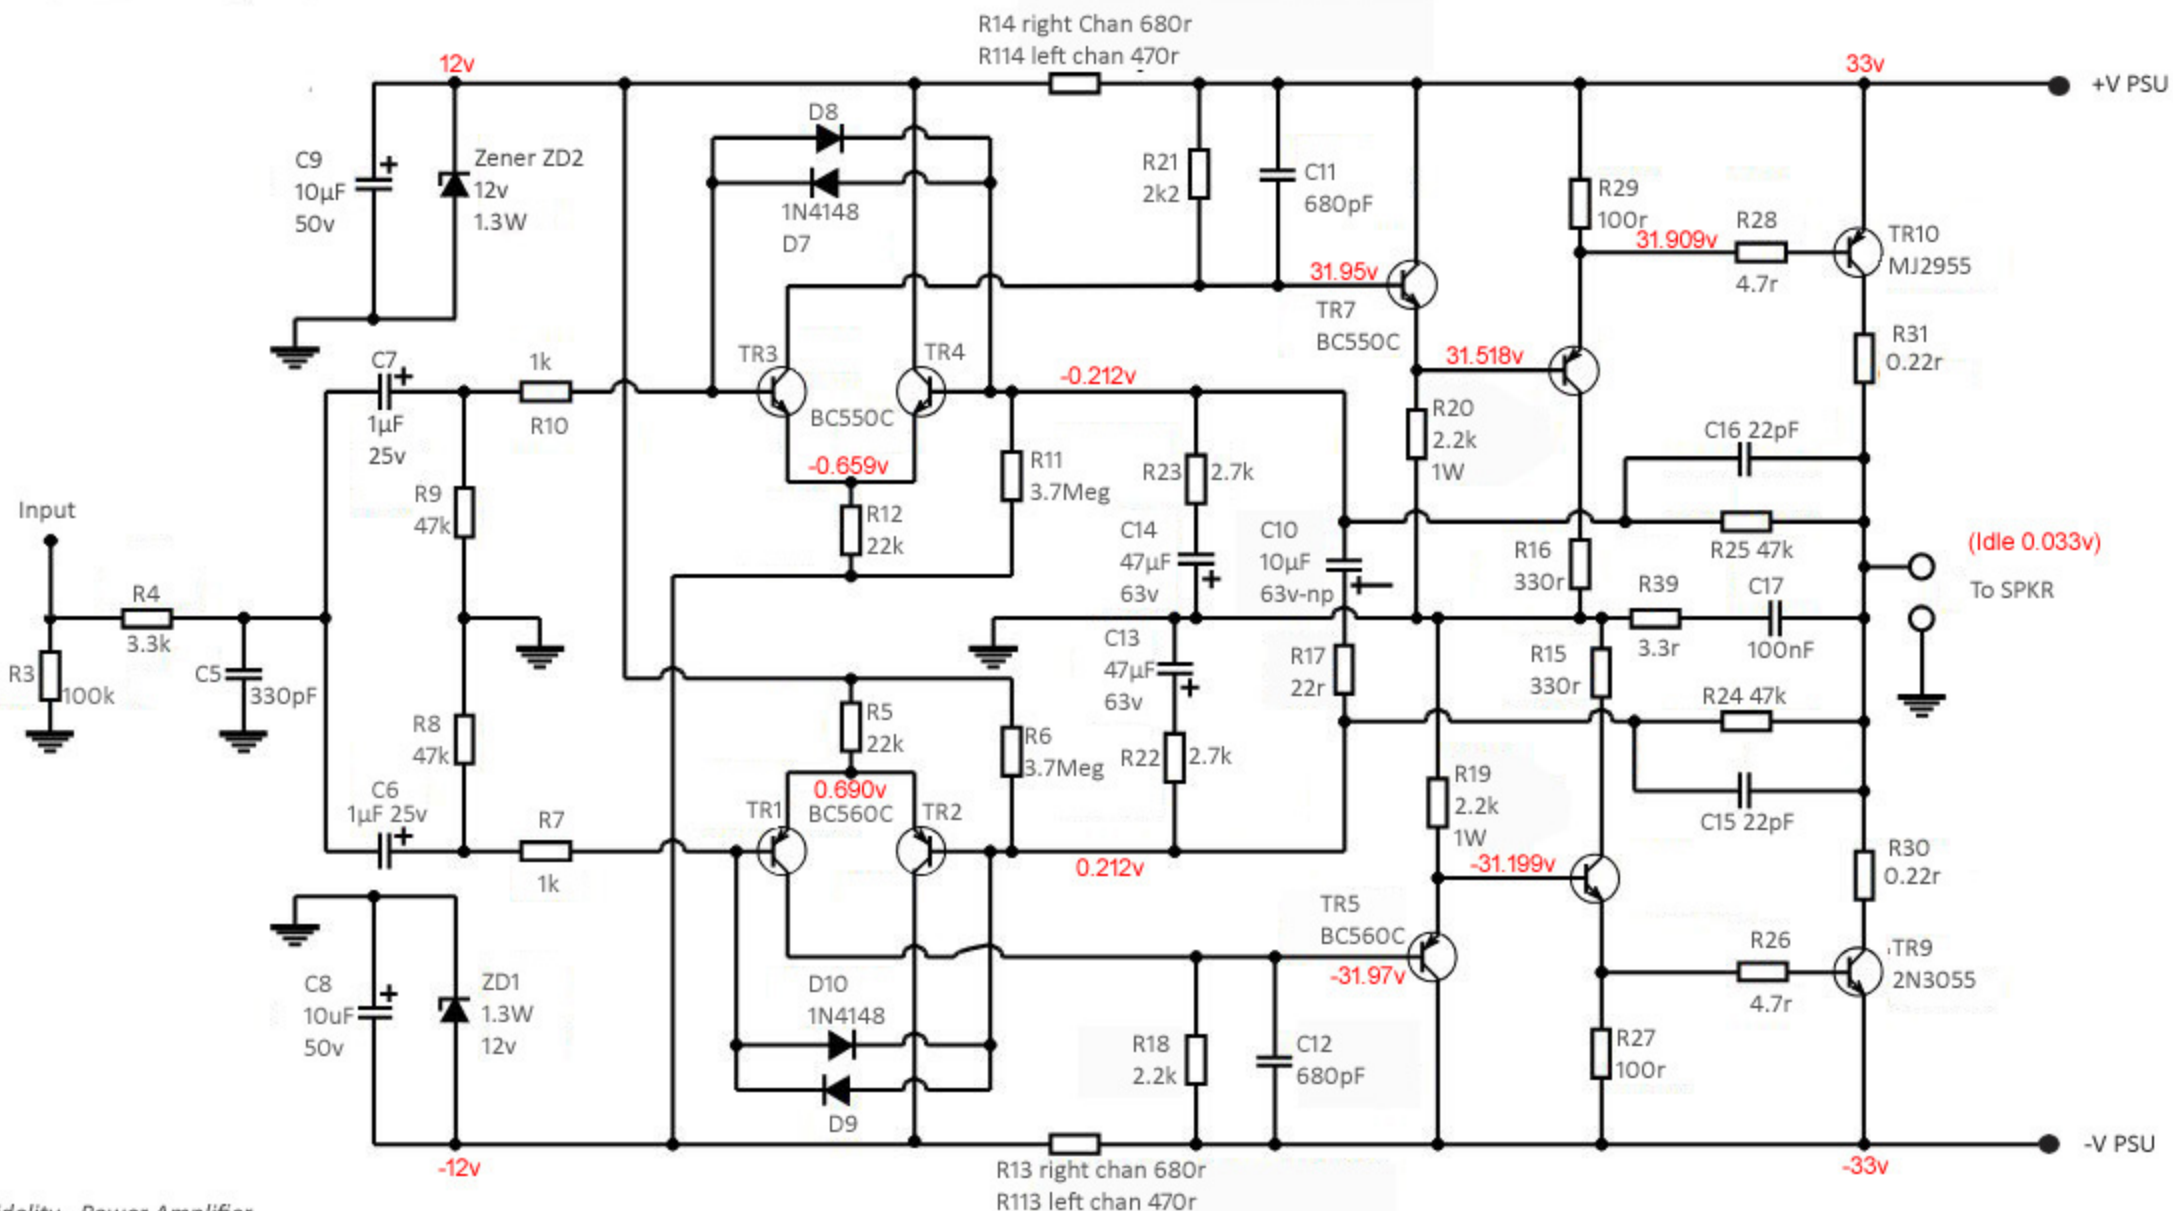 R14 right Chan 680r
R114 left chan 470r
12v
33v
+V PSU
D8
C9
10µF
50v
Zener ZD2
12v
1.3W
1N4148
D7
R21
2k2
C11
680pF
R29
100r
31.909v
R28
4.7r
TR10
MJ2955
31.95v
TR7
BC550C
31.518v
R31
0.22r
C7
1µF
25v
1k
R10
TR3
TR4
BC550C
-0.212v
-0.659v
R20
2.2k
1W
C16 22pF
R9
47k
R12
22k
R11
3.7Meg
R23
2.7k
C14
47µF
63v
C10
10µF
63v-np
R16
330r
R25 47k
(Idle 0.033v)
To SPKR
Input
R4
3.3k
R3
100k
C5
330pF
R39
3.3r
C17
100nF
C13
47µF
63v
R17
22r
R15
330r
R24 47k
R8
47k
R5
22k
R6
3.7Meg
R22
2.7k
R19
2.2k
1W
C15 22pF
C6
1µF 25v
R7
1k
0.690v
TR1
BC560C
TR2
0.212v
-31.199v
R30
0.22r
TR5
BC560C
-31.97v
R26
4.7r
TR9
2N3055
C8
10uF
50v
ZD1
1.3W
12v
D10
1N4148
D9
R18
2.2k
C12
680pF
R27
100r
-12v
R13 right chan 680r
R113 left chan 470r
-33v
-V PSU
Power Amplifier